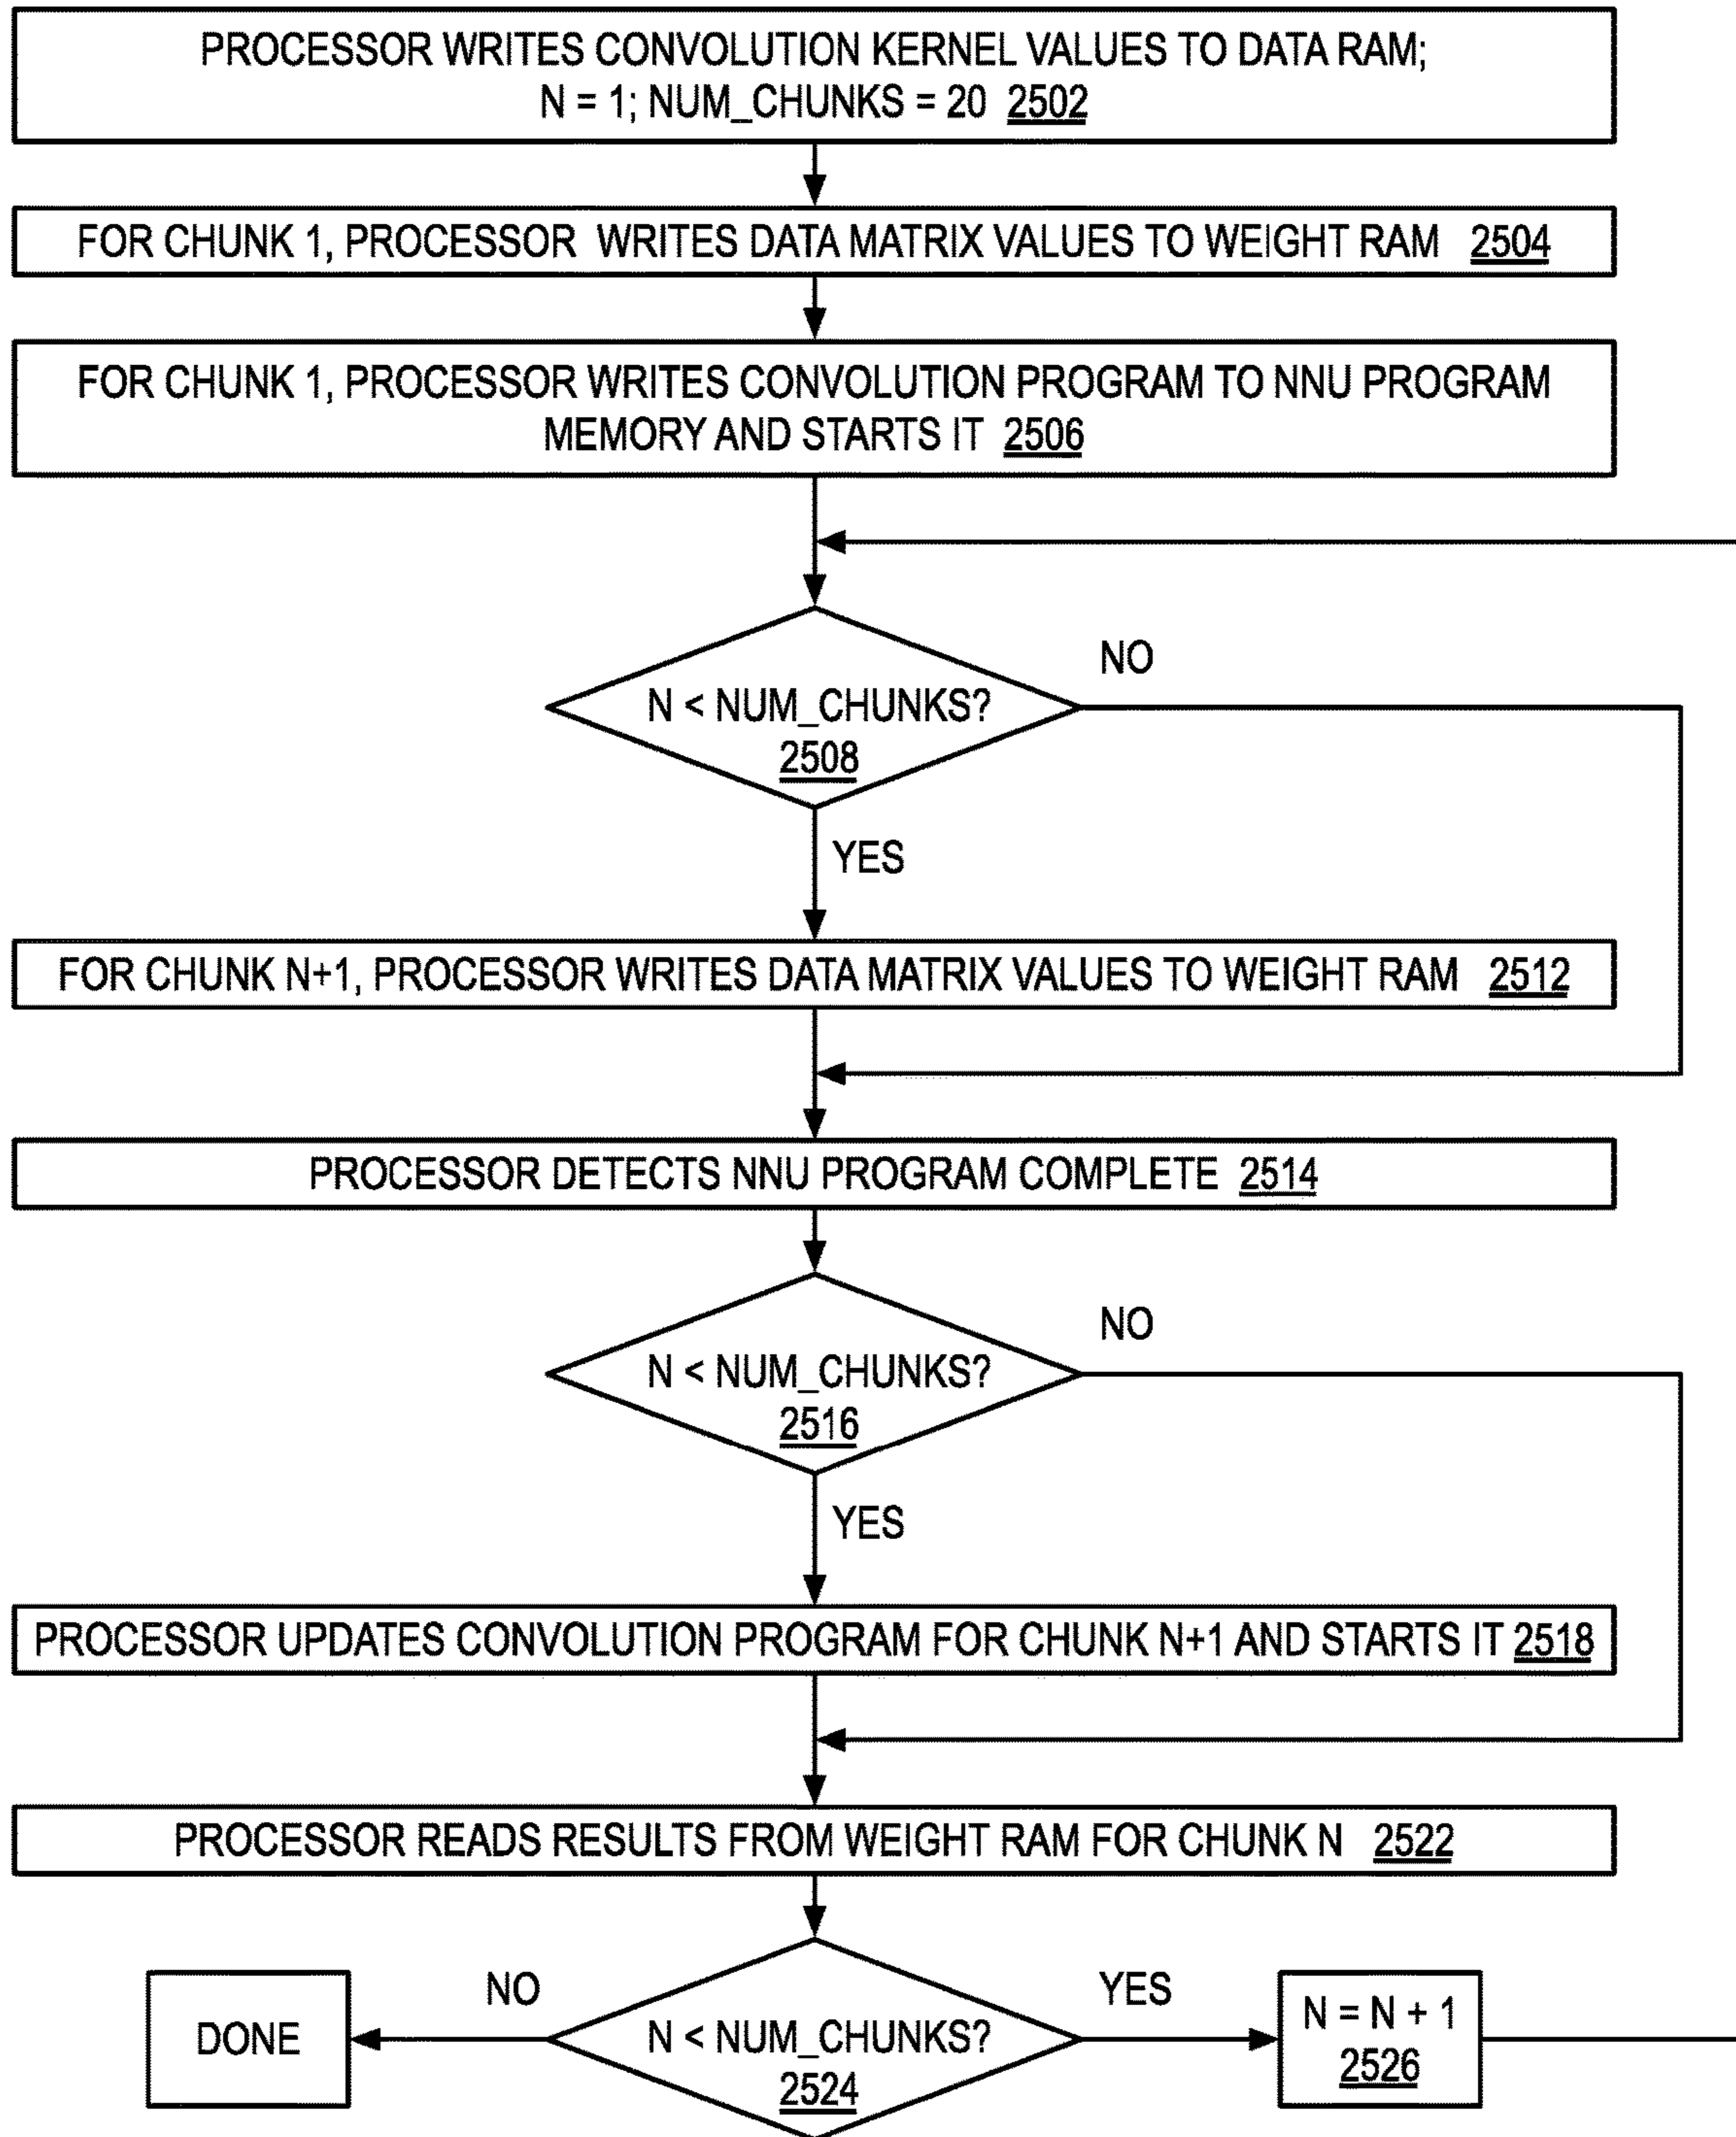 PROCESSOR WRITES CONVOLUTION KERNEL VALUES TO DATA RAM;
N = 1; NUM_CHUNKS = 20 2502
FOR CHUNK 1, PROCESSOR WRITES DATA MATRIX VALUES TO WEIGHT RAM 2504
FOR CHUNK 1, PROCESSOR WRITES CONVOLUTION PROGRAM TO NNU PROGRAM
MEMORY AND STARTS IT 2506
NO
N < NUM_CHUNKS?
2508
YES
FOR CHUNK N+1, PROCESSOR WRITES DATA MATRIX VALUES TO WEIGHT RAM 2512
PROCESSOR DETECTS NNU PROGRAM COMPLETE 2514
NO
N < NUM_CHUNKS?
2516
YES
PROCESSOR UPDATES CONVOLUTION PROGRAM FOR CHUNK N+1 AND STARTS IT 2518
PROCESSOR READS RESULTS FROM WEIGHT RAM FOR CHUNK N 2522
NO
YES
DONE
N < NUM_CHUNKS?
2524
N = N + 1
2526